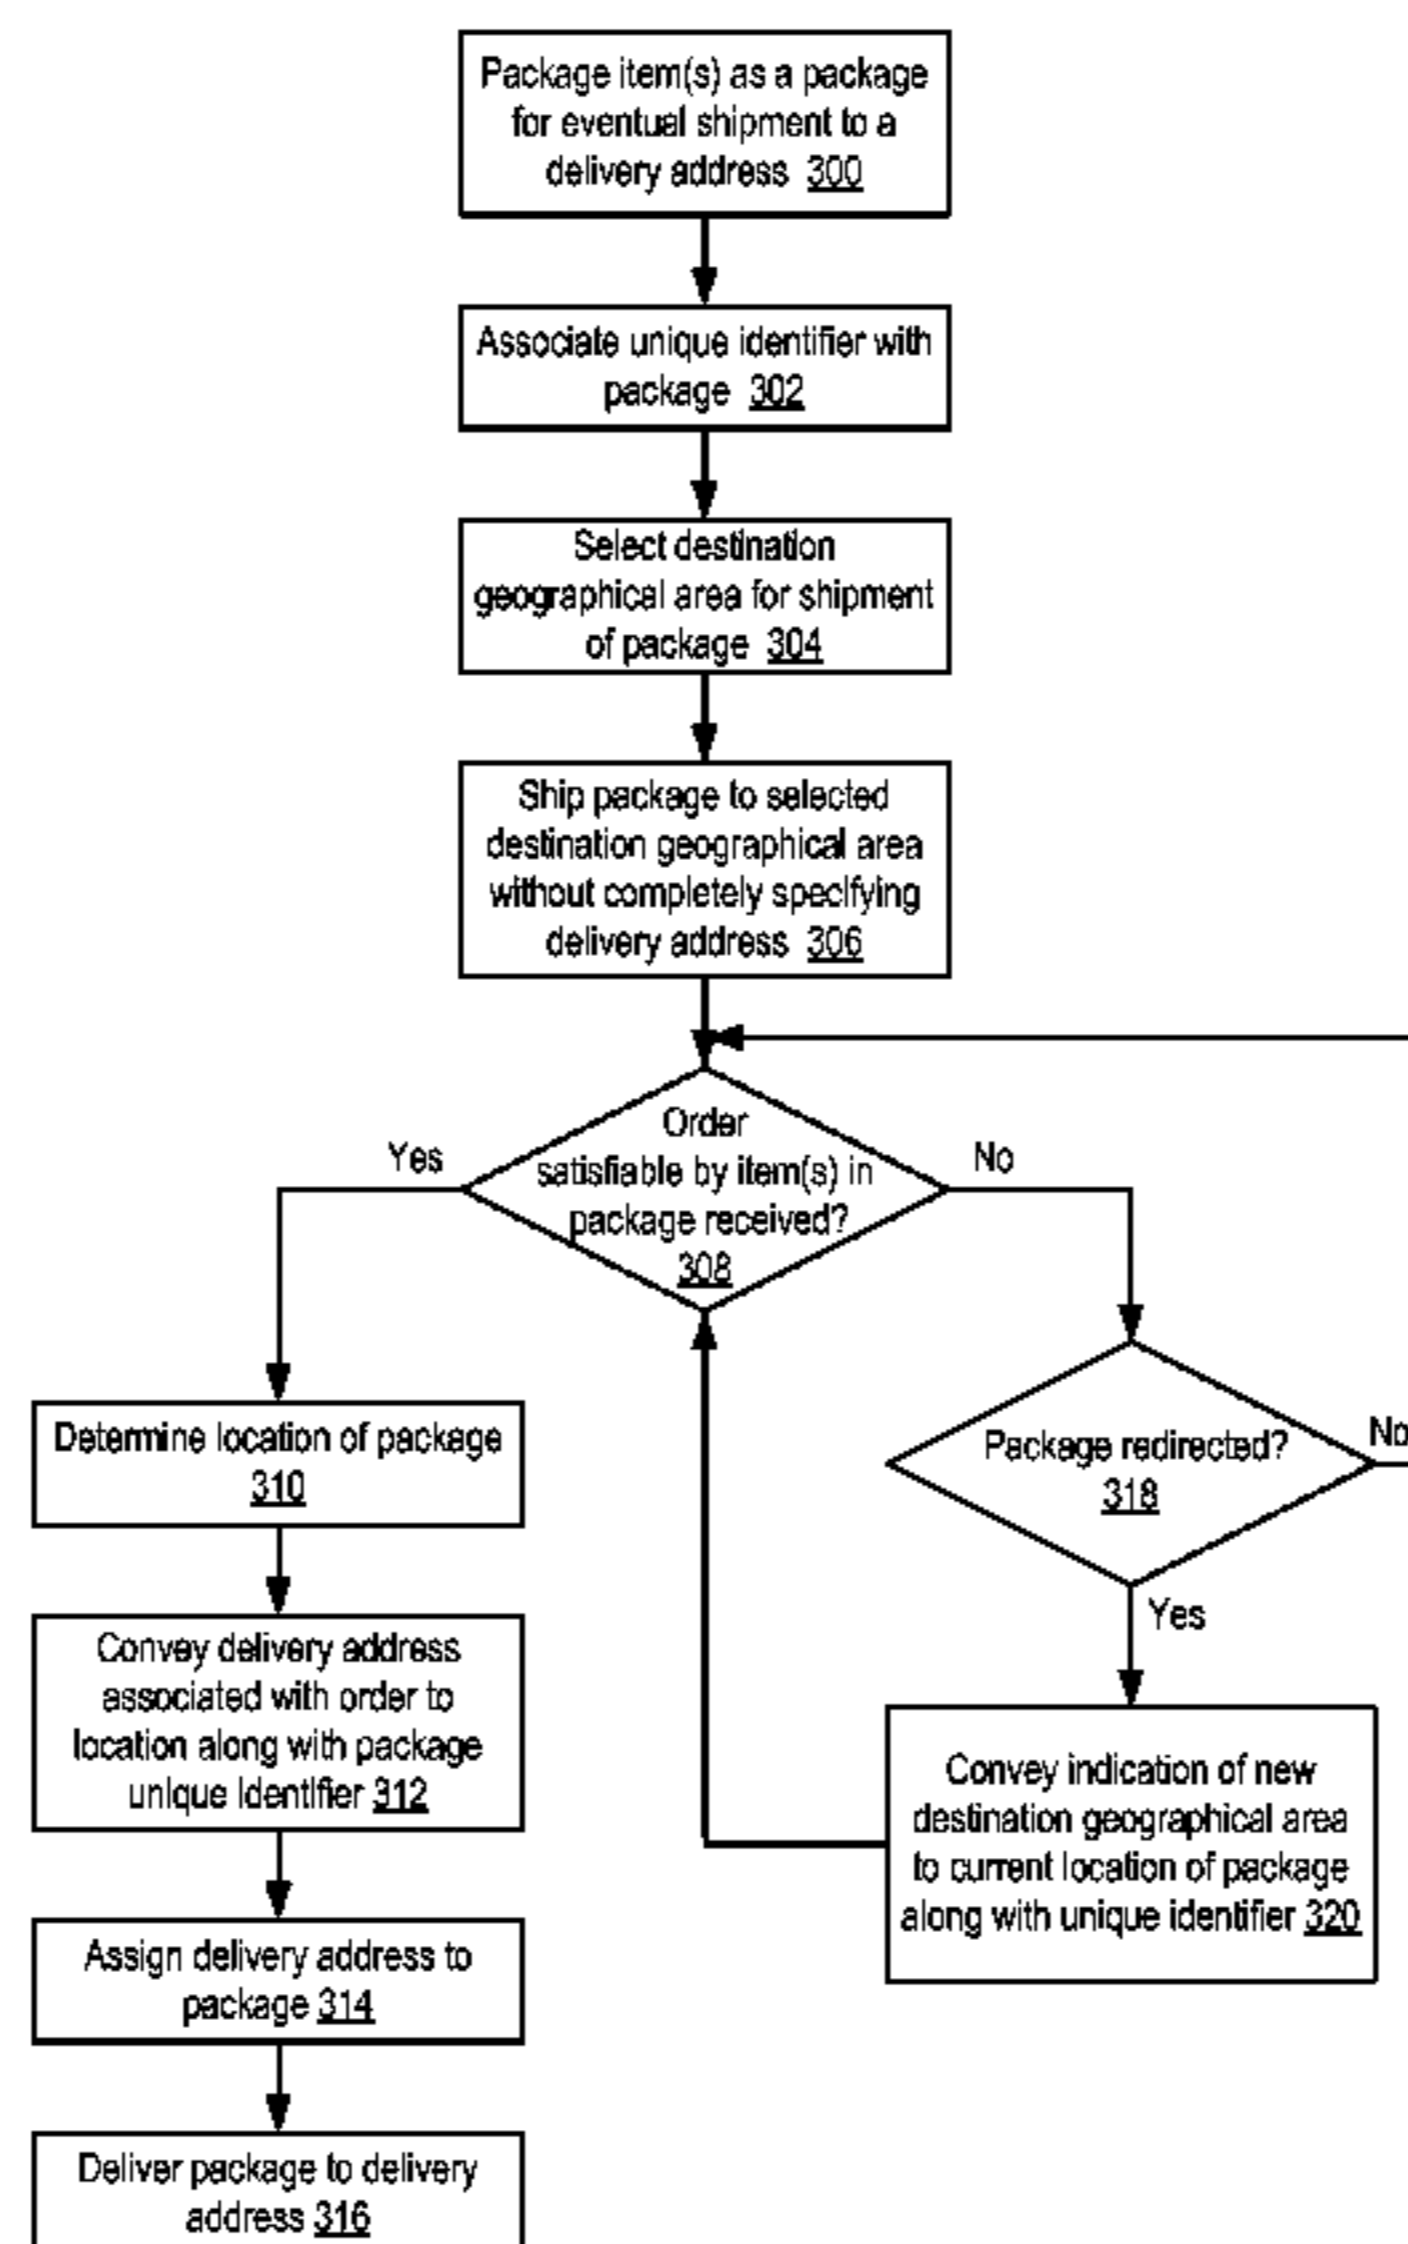 Package item(s) as a package
for eventual shipment to a
delivery address 300
Associate unique identifier with
package 302
Select destination
geographical area for shipment
of package 304
Ship package to selected
destination geographical area
without completely specifying
delivery address 306
Order
satisfiable by item(s) in
package received?
308
Yes
No
Determine location of package
310
Convey delivery address
associated with order to
location along with package
unique identifier 312
Assign delivery address to
package 314
Deliver package to delivery
address 316
Package redirected?
318
No
Yes
Convey indication of new
destination geographical area
to current location of package
along with unique identifier 320